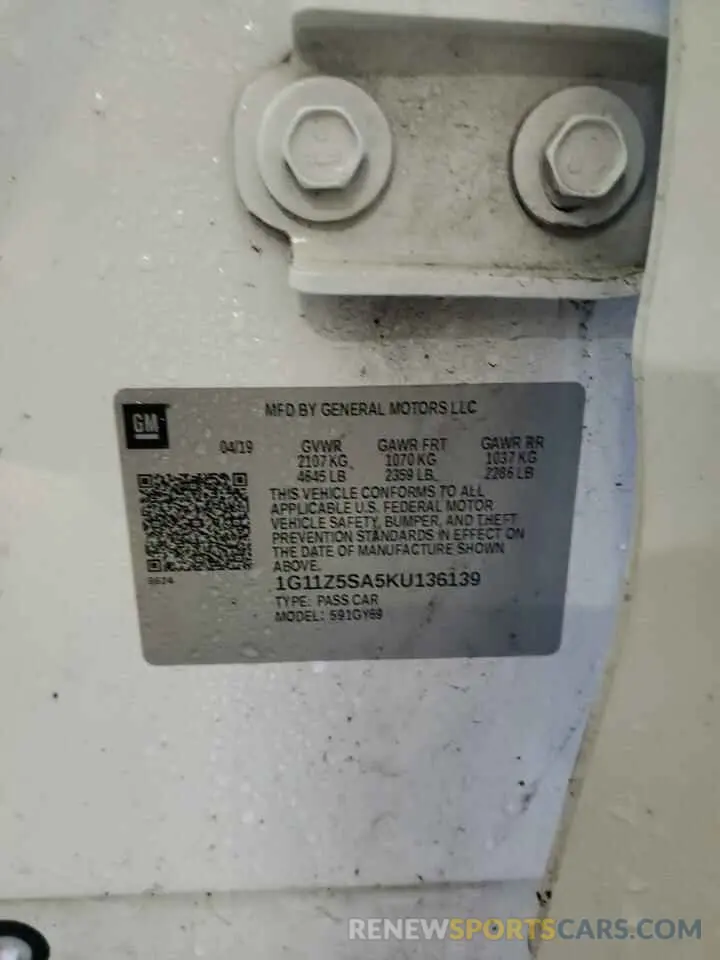 GM
MFD BY GENERAL MOTORS LLC
04/19 GVWR GAWR FRT GAWR RR
2107 KG 1070 KG 1037 KG
4645 LB 2359 LB 2286 LB
THIS VEHICLE CONFORMS TO ALL
APPLICABLE U.S. FEDERAL MOTOR
VEHICLE SAFETY, BUMPER, AND THEFT
PREVENTION STANDARDS IN EFFECT ON
THE DATE OF MANUFACTURE SHOWN
ABOVE.
1G11Z5SA5KU136139
TYPE: PASS CAR
MODEL: 591GY69
RENEWSPORTSCARS.COM